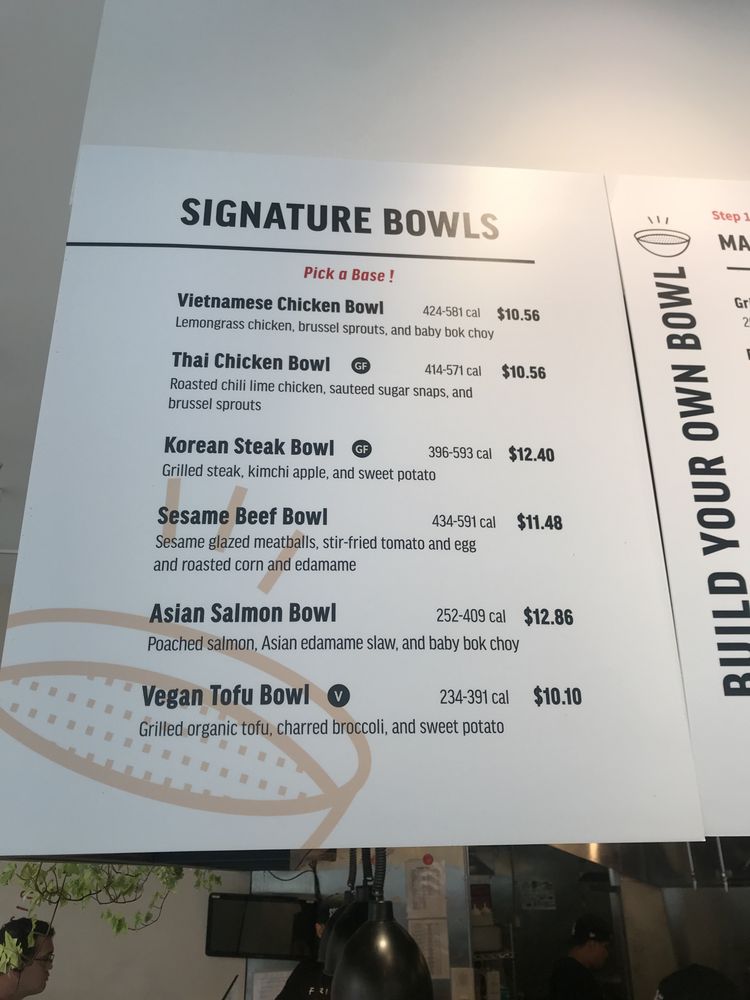 SIGNATURE BOWLS
Pick a Base !
Vietnamese Chicken Bowl 424-581 cal $10.56
Lemongrass chicken, brussel sprouts, and baby bok choy
Thai Chicken Bowl GF 414-571 cal $10.56
Roasted chili lime chicken, sauteed sugar snaps, and
brussel sprouts
Korean Steak Bowl GF 396-593 cal $12.40
Grilled steak, kimchi apple, and sweet potato
Sesame Beef Bowl 434-591 cal $11.48
Sesame glazed meatballs, stir-fried tomato and egg
and roasted corn and edamame
Asian Salmon Bowl 252-409 cal $12.86
Poached salmon, Asian edamame slaw, and baby bok choy
Vegan Tofu Bowl V 234-391 cal $10.10
Grilled organic tofu, charred broccoli, and sweet potato
BUILD YOUR OWN BOWL
Step 1
MA
Gr